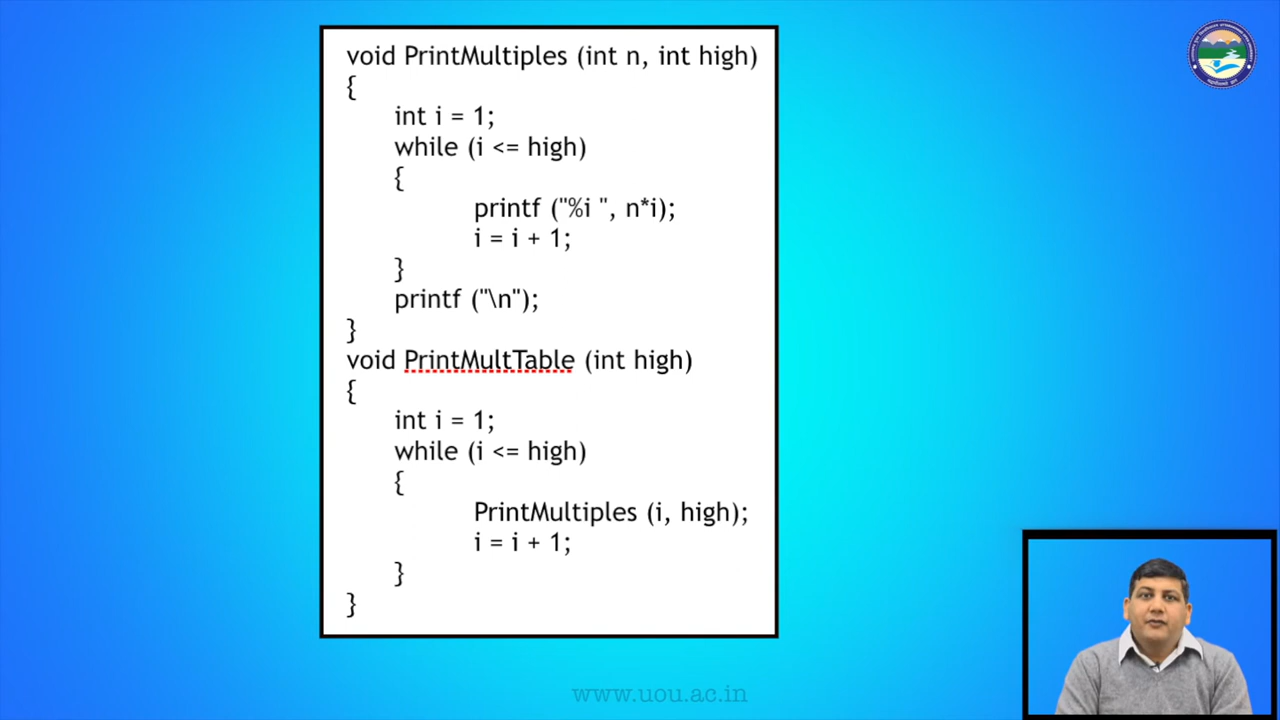 void PrintMultiples (int n, int high)
{
int i = 1;
while (i <= high)
{
printf ("%i ", n*i);
i = i + 1;
}
printf ("\n");
}
void PrintMultTable (int high)
{
int i = 1;
while (i <= high)
{
PrintMultiples (i, high);
i = i + 1;
}
}
www.uou.ac.in